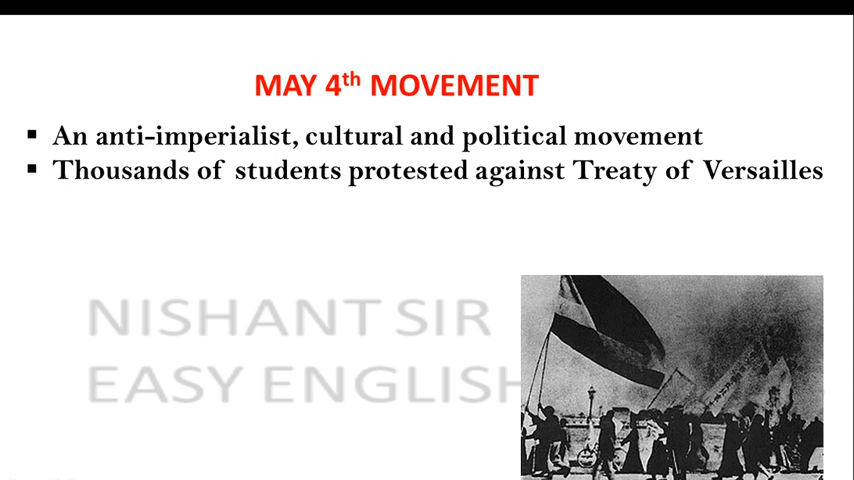 MAY 4th MOVEMENT
▪ An anti-imperialist, cultural and political movement
▪ Thousands of students protested against Treaty of Versailles
NISHANT SIR
EASY ENGLISH